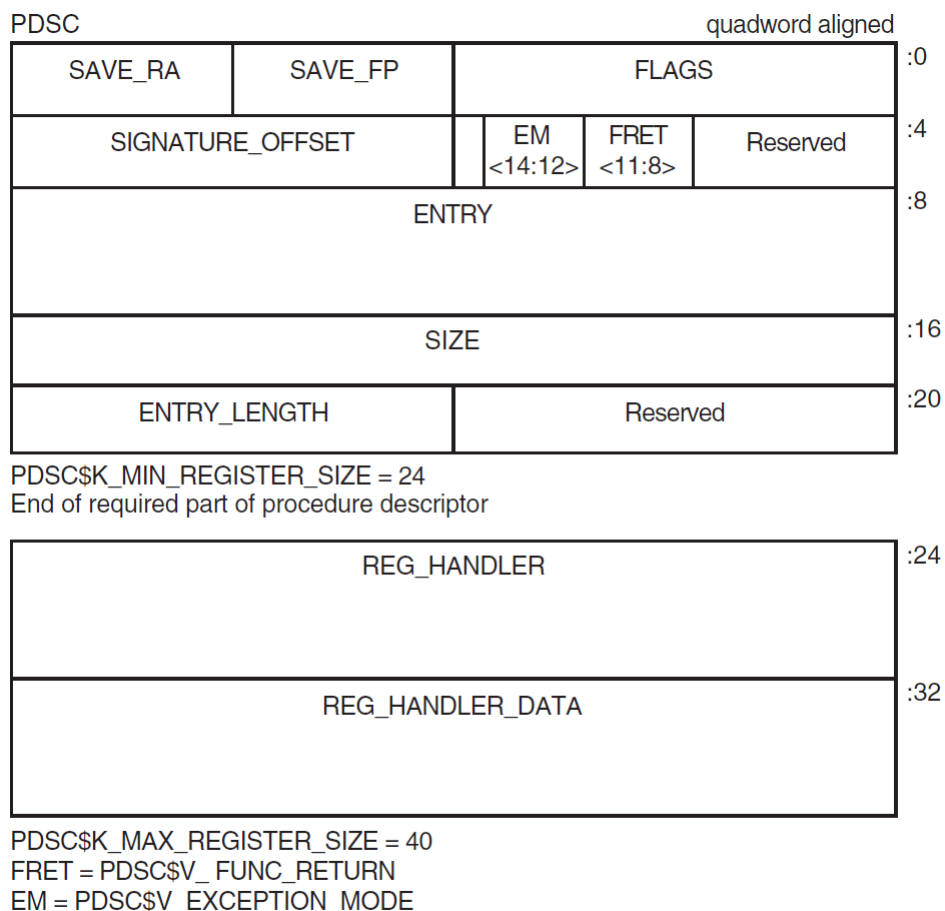 PDSC quadword aligned
SAVE_RA SAVE_FP FLAGS :0
SIGNATURE_OFFSET EM <14:12> FRET <11:8> Reserved :4
ENTRY :8
SIZE :16
ENTRY_LENGTH Reserved :20
PDSC$K_MIN_REGISTER_SIZE = 24
End of required part of procedure descriptor
REG_HANDLER :24
REG_HANDLER_DATA :32
PDSC$K_MAX_REGISTER_SIZE = 40
FRET = PDSC$V_ FUNC_RETURN
EM = PDSC$V_EXCEPTION_MODE